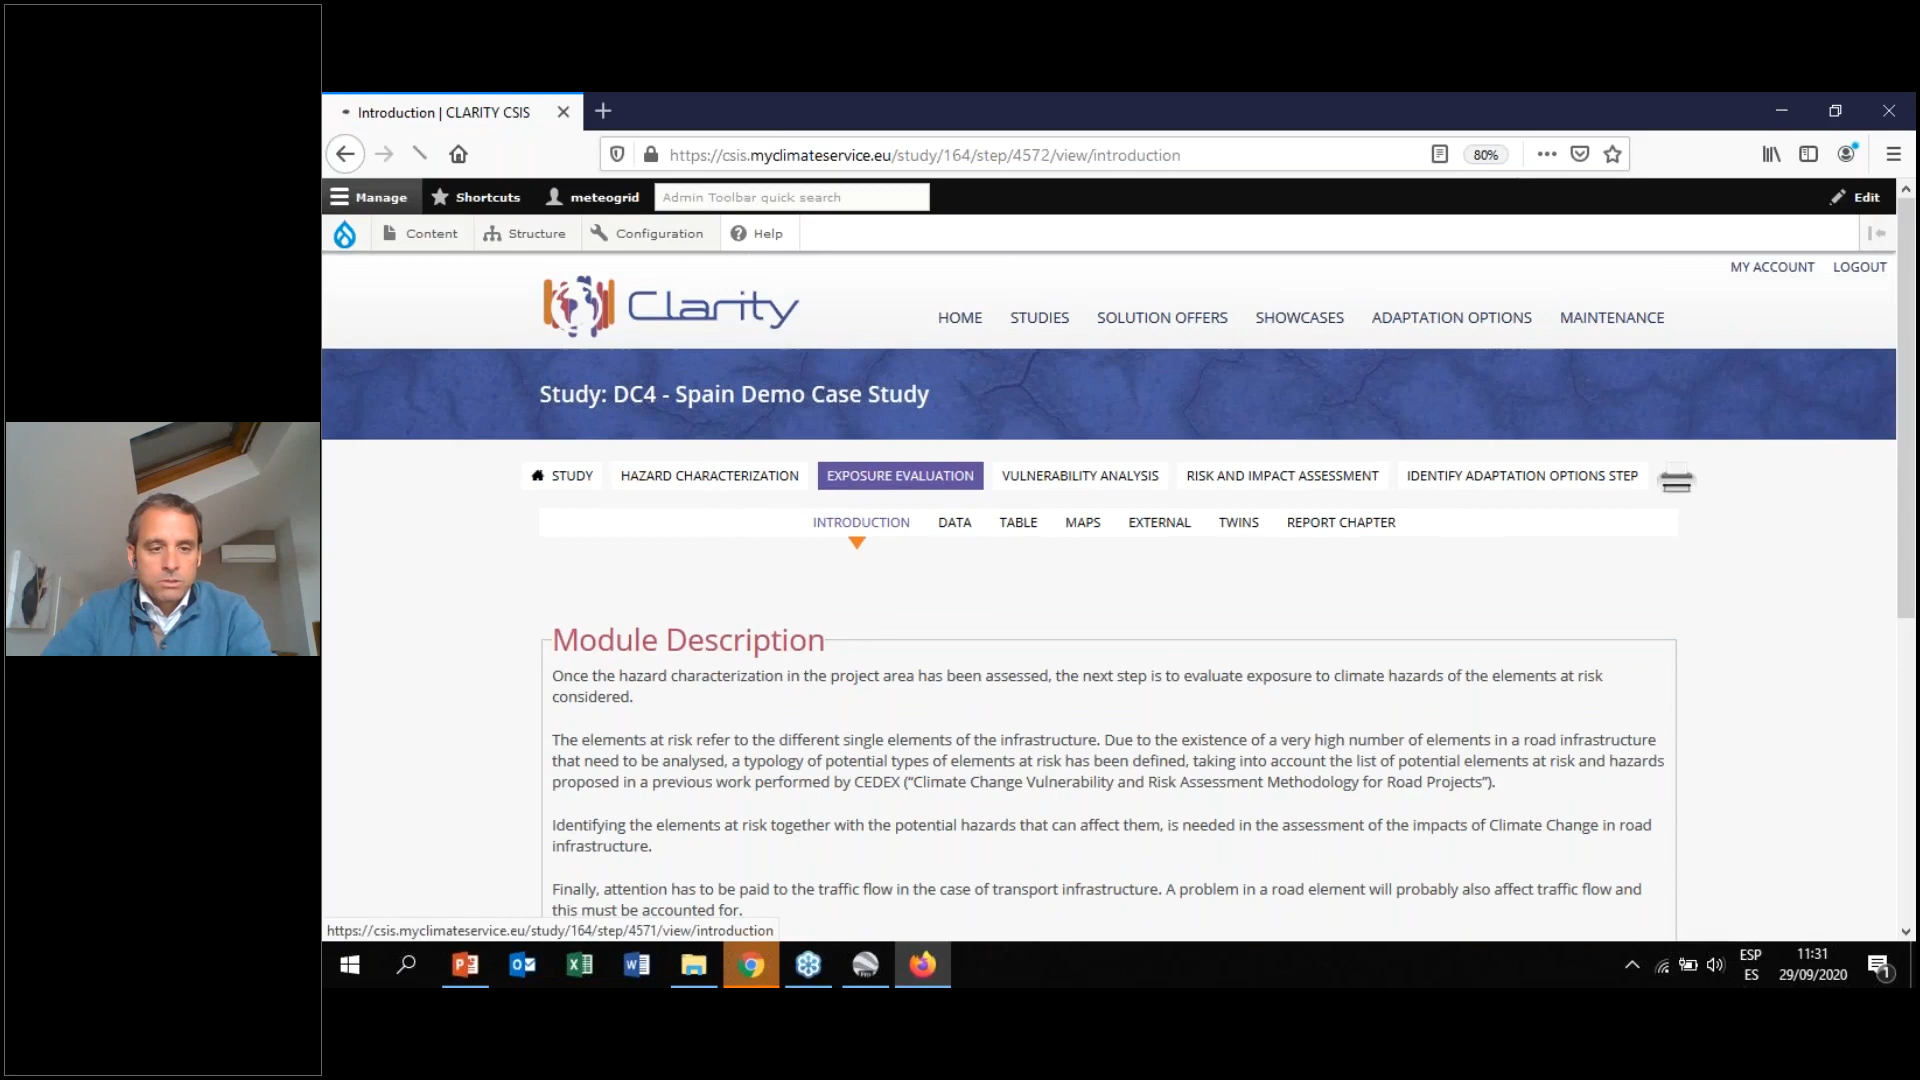 Introduction | CLARITY CSIS
https://csis.myclimateservice.eu/study/164/step/4572/view/introduction
80%
Manage
Shortcuts
meteogrid
Admin Toolbar quick search
Edit
Content
Structure
Configuration
Help
MY ACCOUNT
LOGOUT
Clarity
HOME
STUDIES
SOLUTION OFFERS
SHOWCASES
ADAPTATION OPTIONS
MAINTENANCE
Study: DC4 - Spain Demo Case Study
STUDY
HAZARD CHARACTERIZATION
EXPOSURE EVALUATION
VULNERABILITY ANALYSIS
RISK AND IMPACT ASSESSMENT
IDENTIFY ADAPTATION OPTIONS STEP
INTRODUCTION
DATA
TABLE
MAPS
EXTERNAL
TWINS
REPORT CHAPTER
Module Description
Once the hazard characterization in the project area has been assessed, the next step is to evaluate exposure to climate hazards of the elements at risk
considered.
The elements at risk refer to the different single elements of the infrastructure. Due to the existence of a very high number of elements in a road infrastructure
that need to be analysed, a typology of potential types of elements at risk has been defined, taking into account the list of potential elements at risk and hazards
proposed in a previous work performed by CEDEX (“Climate Change Vulnerability and Risk Assessment Methodology for Road Projects”).
Identifying the elements at risk together with the potential hazards that can affect them, is needed in the assessment of the impacts of Climate Change in road
infrastructure.
Finally, attention has to be paid to the traffic flow in the case of transport infrastructure. A problem in a road element will probably also affect traffic flow and
this must be accounted for.
https://csis.myclimateservice.eu/study/164/step/4571/view/introduction
ESP
ES
11:31
29/09/2020
1